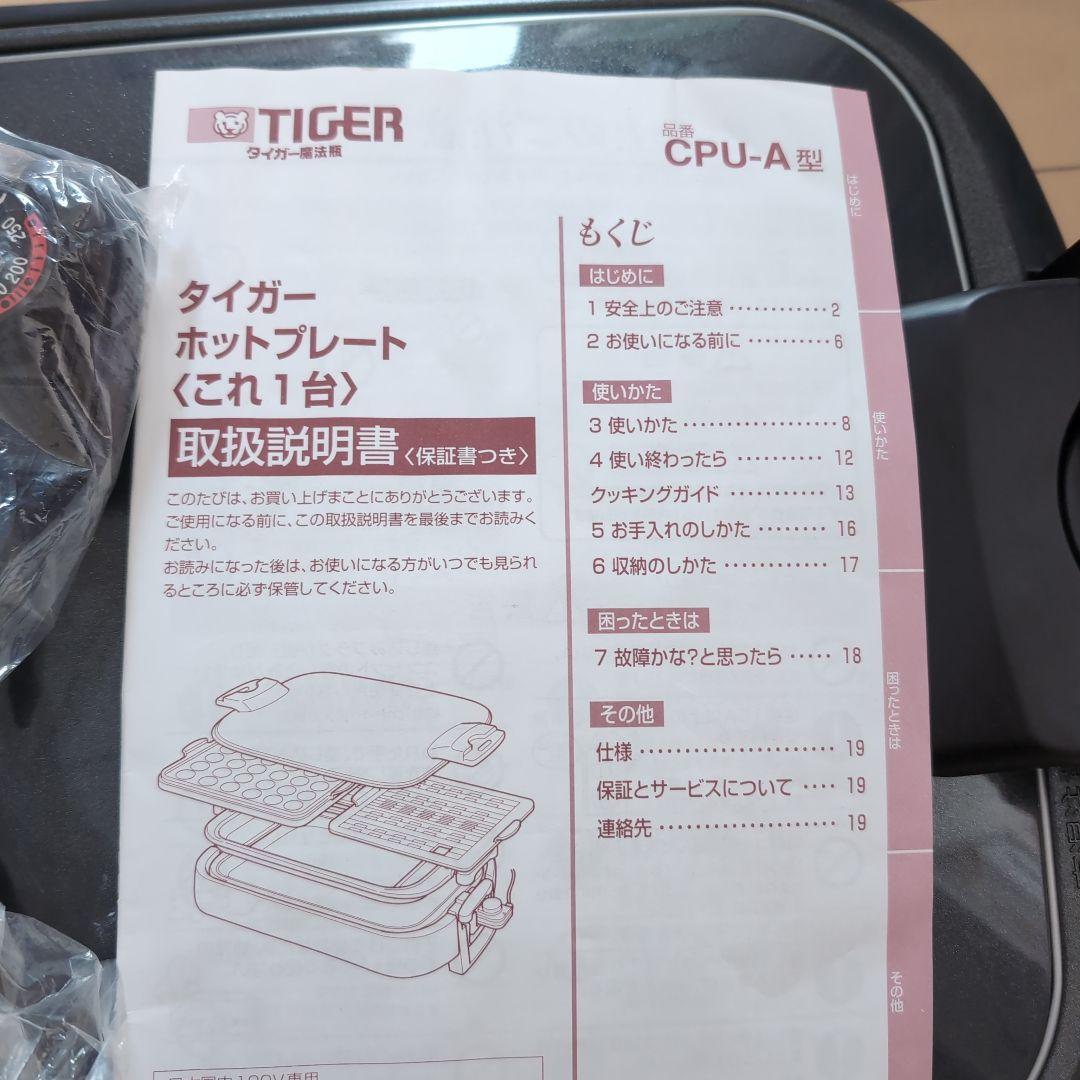 TIGER
タイガー魔法瓶
品番
CPU-A型
タイガー
ホットプレート
〈これ1台〉
取扱説明書〈保証書つき〉
このたびは、お買い上げまことにありがとうございます。
ご使用になる前に、この取扱説明書を最後までお読みく
ださい。
お読みになった後は、お使いになる方がいつでも見られ
るところに必ず保管してください。
もくじ
はじめに
1 安全上のご注意 ............ 2
2 お使いになる前に .......... 6
使いかた
3 使いかた .................. 8
4 使い終わったら ........... 12
クッキングガイド ............ 13
5 お手入れのしかた ........ 16
6 収納のしかた ............ 17
困ったときは
7 故障かな?と思ったら ..... 18
その他
仕様 ....................... 19
保証とサービスについて .... 19
連絡先 ..................... 19
はじめに
使いかた
困ったときは
その他
250
200